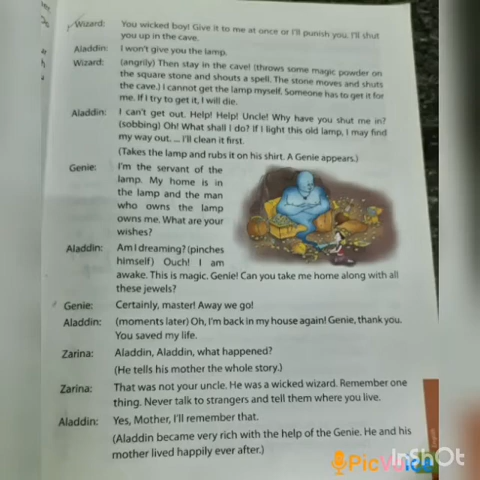 Wizard: You wicked boy! Give it to me at once or I'll punish you. I'll shut
you up in the cave.
Aladdin: I won't give you the lamp.
Wizard: (angrily) Then stay in the cave! (throws some magic powder on
the square stone and shouts a spell. The stone moves and shuts
the cave.) I cannot get the lamp myself. Someone has to get it for
me. If I try to get it, I will die.
Aladdin: I can't get out. Help! Help! Uncle! Why have you shut me in?
(sobbing) Oh! What shall I do? If I light this old lamp, I may find
my way out. ... I'll clean it first.
(Takes the lamp and rubs it on his shirt. A Genie appears.)
Genie: I'm the servant of the
lamp. My home is in
the lamp and the man
who owns the lamp
owns me. What are your
wishes?
Aladdin: Am I dreaming? (pinches
himself) Ouch! I am
awake. This is magic. Genie! Can you take me home along with all
these jewels?
Genie: Certainly, master! Away we go!
Aladdin: (moments later) Oh, I'm back in my house again! Genie, thank you.
You saved my life.
Zarina: Aladdin, Aladdin, what happened?
(He tells his mother the whole story.)
Zarina: That was not your uncle. He was a wicked wizard. Remember one
thing. Never talk to strangers and tell them where you live.
Aladdin: Yes, Mother, I'll remember that.
(Aladdin became very rich with the help of the Genie. He and his
mother lived happily ever after.)
English
InShOt